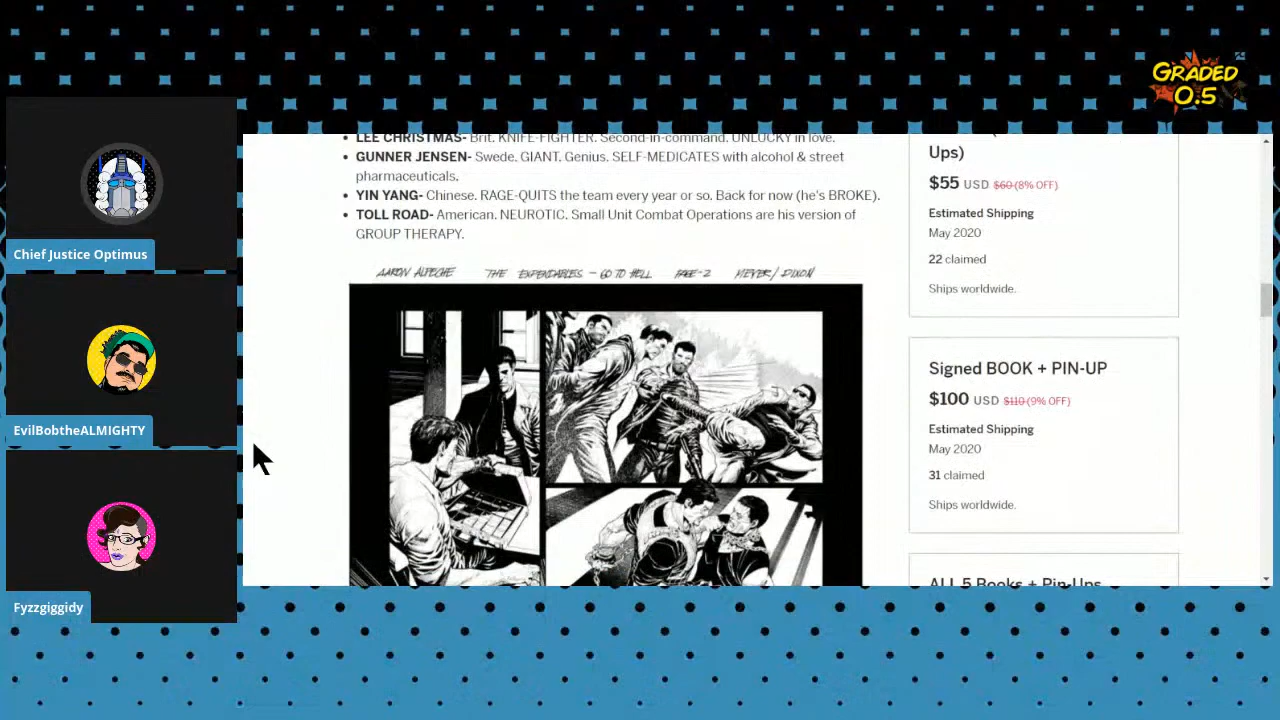 GRADED
0.5
LEE CHRISTMAS- Brit. KNIFE-FIGHTER. Second-in-command. UNLUCKY in love.
GUNNER JENSEN- Swede. GIANT. Genius. SELF-MEDICATES with alcohol & street
pharmaceuticals.
YIN YANG- Chinese. RAGE-QUITS the team every year or so. Back for now (he's BROKE).
TOLL ROAD- American. NEUROTIC. Small Unit Combat Operations are his version of
GROUP THERAPY.
AARON ALPECHE THE EXPENDABLES - GO TO HELL PAGE-2 MEYER/DIXON
Ups)
$55 USD $60 (8% OFF)
Estimated Shipping
May 2020
22 claimed
Ships worldwide.
Signed BOOK + PIN-UP
$100 USD $110 (9% OFF)
Estimated Shipping
May 2020
31 claimed
Ships worldwide.
ALL 5 Books + Pin-Ups
Chief Justice Optimus
EvilBobtheALMIGHTY
Fyzzgiggidy